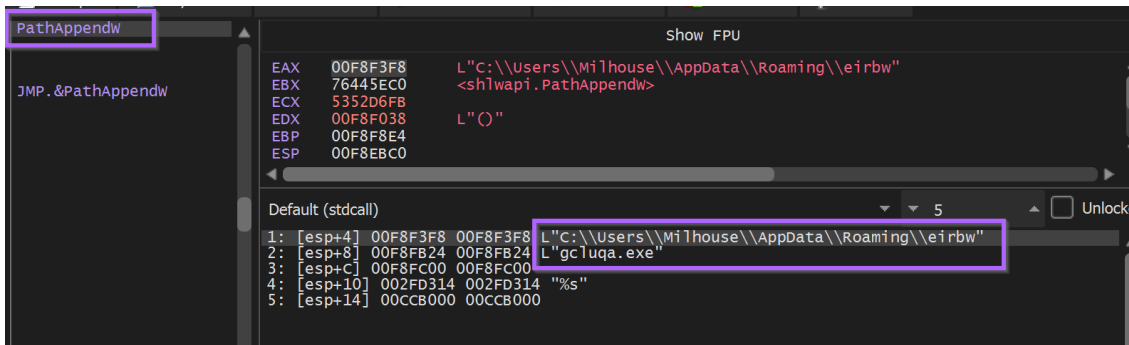 PathAppendW
JMP.&PathAppendW
Show FPU
EAX 00F8F3F8 L"C:\\Users\\Milhouse\\AppData\\Roaming\\eirbw"
EBX 76445EC0 <shlwapi.PathAppendW>
ECX 5352D6FB
EDX 00F8F038 L"()"
EBP 00F8F8E4
ESP 00F8EBC0
Default (stdcall) 5 Unlock
1: [esp+4] 00F8F3F8 00F8F3F8 L"C:\\Users\\Milhouse\\AppData\\Roaming\\eirbw"
2: [esp+8] 00F8FB24 00F8FB24 L"gcluqa.exe"
3: [esp+C] 00F8FC00 00F8FC00
4: [esp+10] 002FD314 002FD314 "%s"
5: [esp+14] 00CCB000 00CCB000